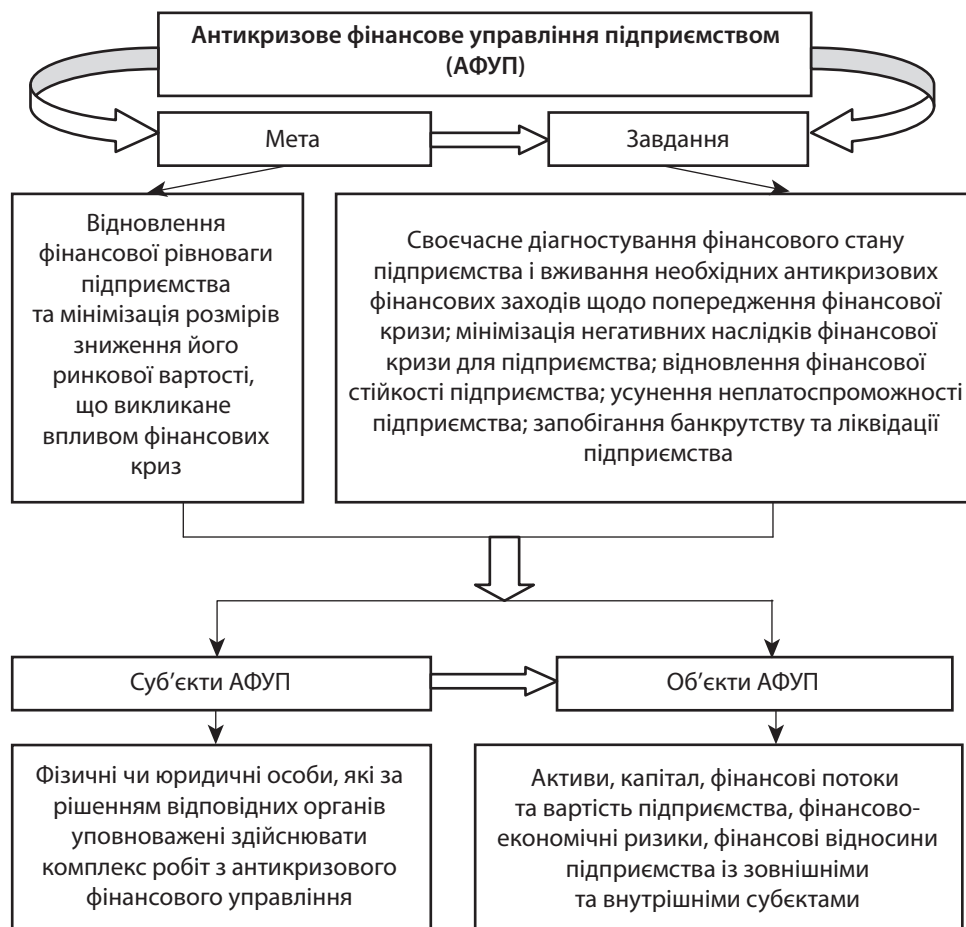 Антикризове фінансове управління підприємством
(АФУП)
Мета
Завдання
Відновлення
фінансової рівноваги
підприємства
та мінімізація розмірів
зниження його
ринкової вартості,
що викликане
впливом фінансових
криз
Своєчасне діагностування фінансового стану
підприємства і вживання необхідних антикризових
фінансових заходів щодо попередження фінансової
кризи; мінімізація негативних наслідків фінансової
кризи для підприємства; відновлення фінансової
стійкості підприємства; усунення неплатоспроможності
підприємства; запобігання банкрутству та ліквідації
підприємства
Суб’єкти АФУП
Об’єкти АФУП
Фізичні чи юридичні особи, які за
рішенням відповідних органів
уповноважені здійснювати
комплекс робіт з антикризового
фінансового управління
Активи, капітал, фінансові потоки
та вартість підприємства, фінансово-
економічні ризики, фінансові відносини
підприємства із зовнішніми
та внутрішніми субєктами